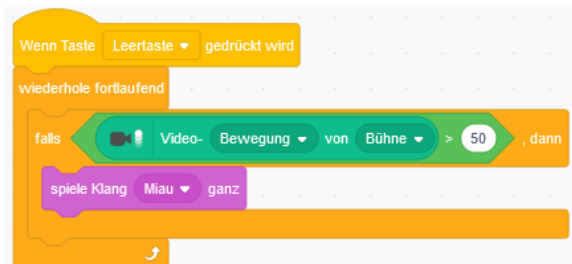 Wenn Taste Leertaste gedrückt wird
wiederhole fortlaufend
falls Video- Bewegung von Bühne > 50 , dann
spiele Klang Miau ganz